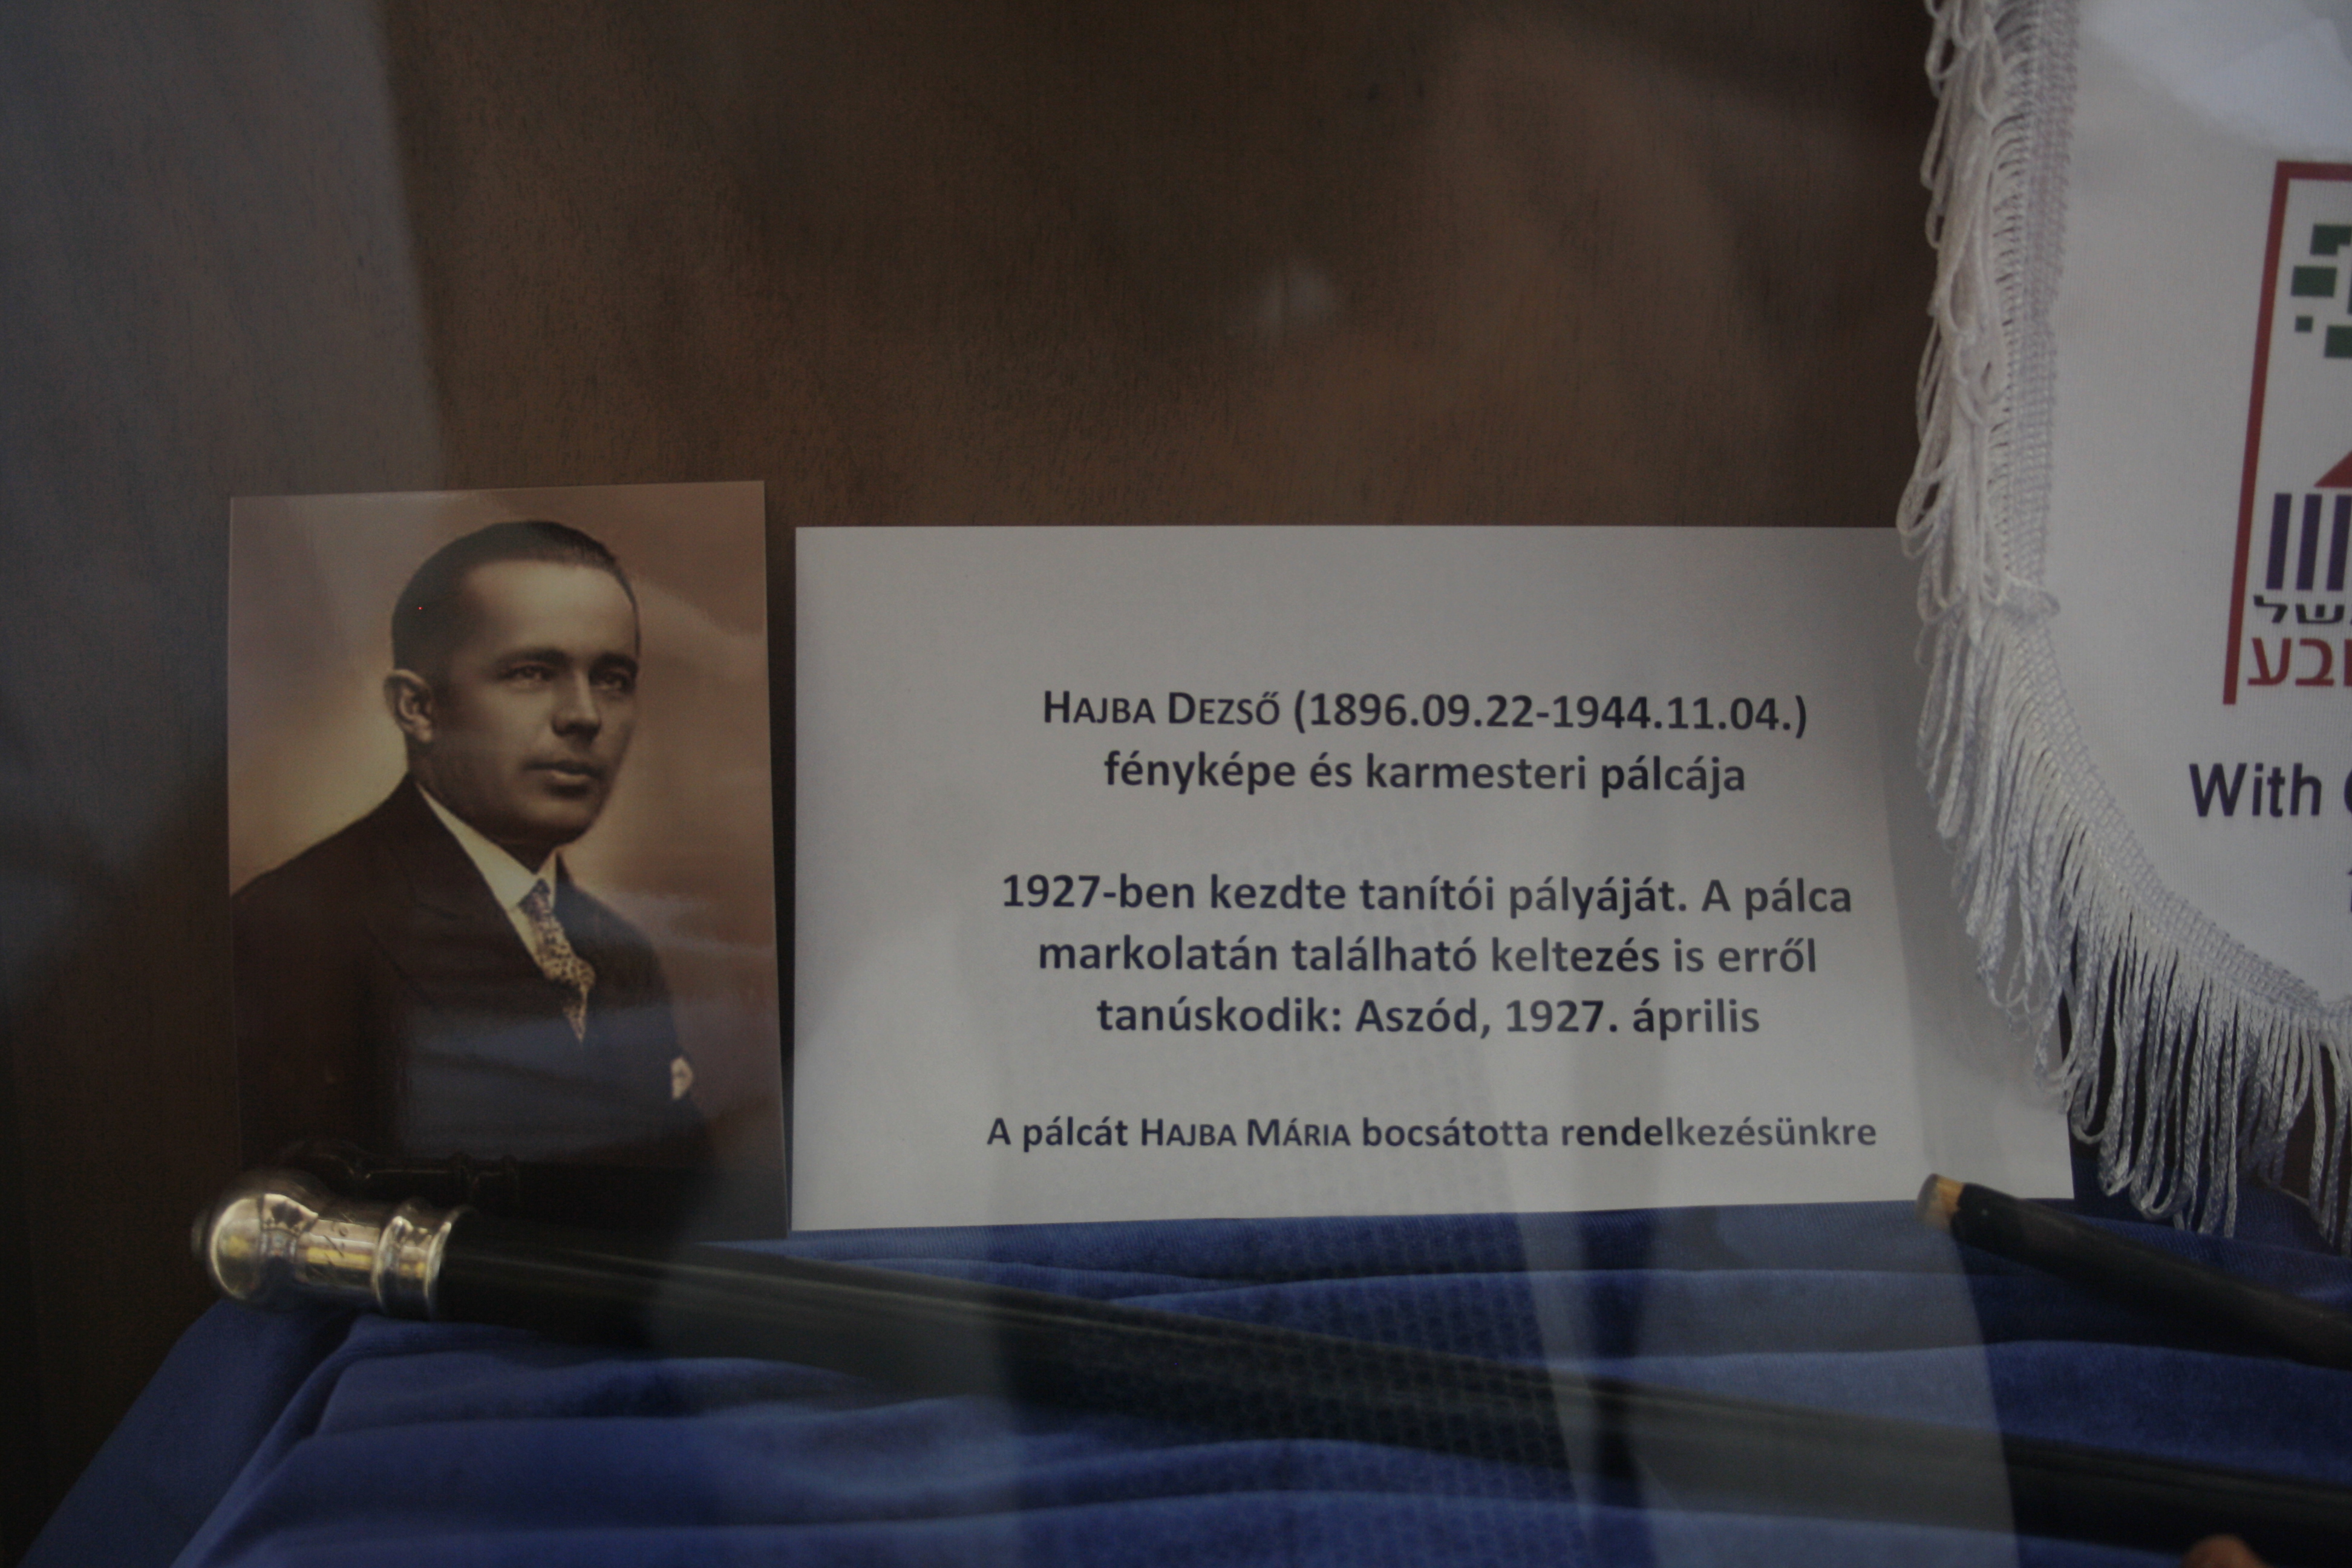 HAJBA DEZSŐ (1896.09.22-1944.11.04.)
fényképe és karmesteri pálcája
1927-ben kezdte tanítói pályáját. A pálca
markolatán található keltezés is erről
tanúskodik: Aszód, 1927. április
A pálcát HAJBA MÁRIA bocsátotta rendelkezésünkre
With